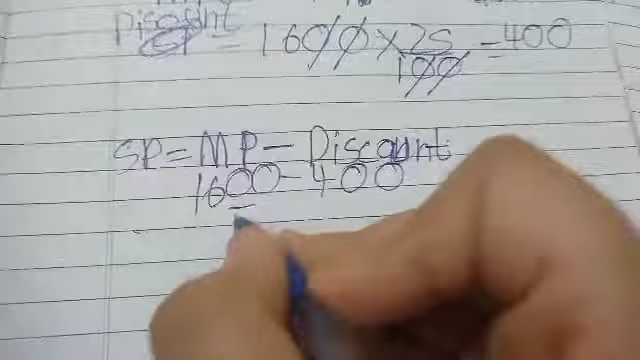 Discount = 1600 × 25/100 = 400
SP = MP - Discount
1600 - 400